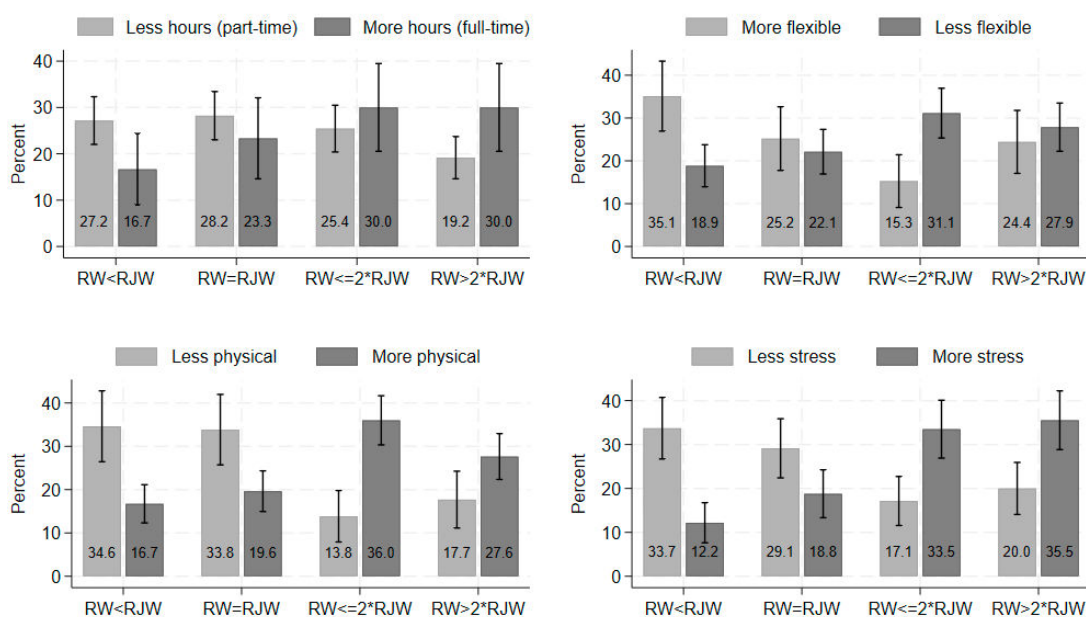 Less hours (part-time) More hours (full-time)
Percent
40
30
20
10
0
27.2 16.7 28.2 23.3 25.4 30.0 19.2 30.0
RW<RJW RW=RJW RW<=2*RJW RW>2*RJW
More flexible Less flexible
Percent
40
30
20
10
0
35.1 18.9 25.2 22.1 15.3 31.1 24.4 27.9
RW<RJW RW=RJW RW<=2*RJW RW>2*RJW
Less physical More physical
Percent
40
30
20
10
0
34.6 16.7 33.8 19.6 13.8 36.0 17.7 27.6
RW<RJW RW=RJW RW<=2*RJW RW>2*RJW
Less stress More stress
Percent
40
30
20
10
0
33.7 12.2 29.1 18.8 17.1 33.5 20.0 35.5
RW<RJW RW=RJW RW<=2*RJW RW>2*RJW